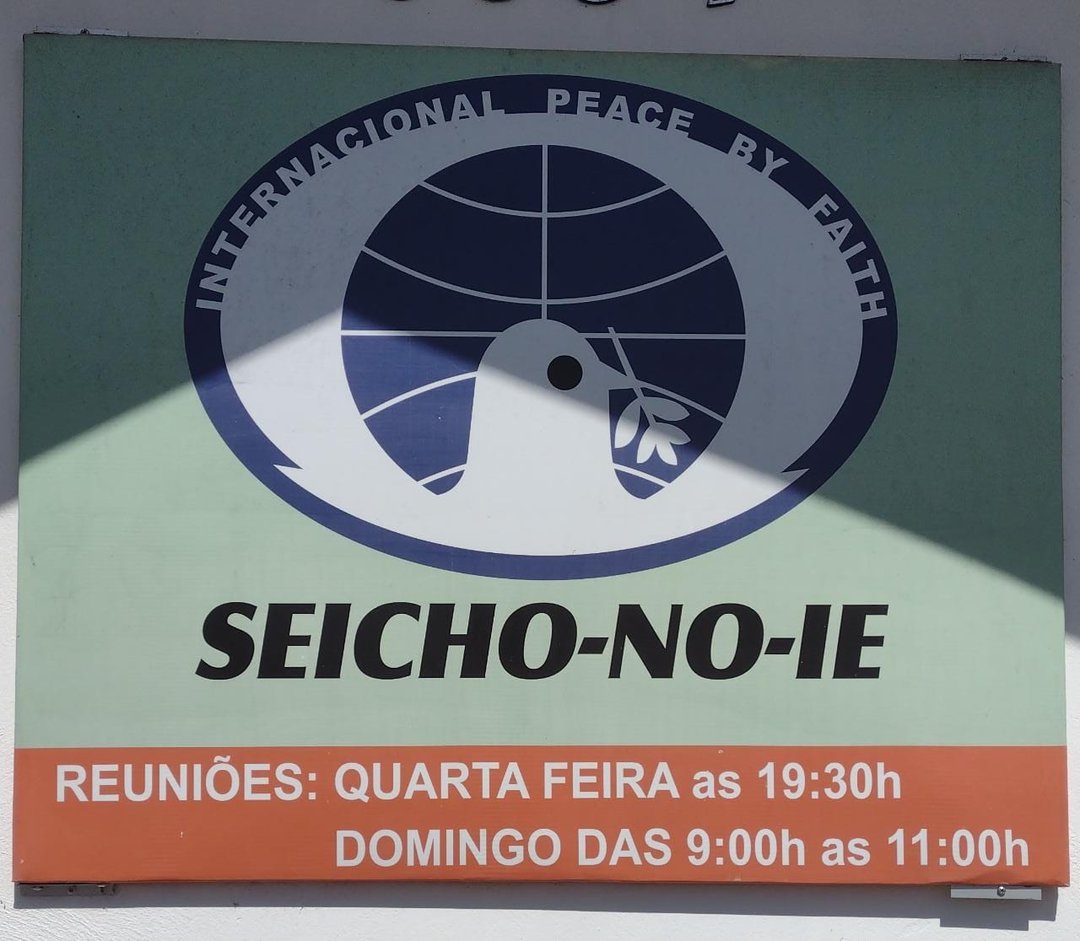 INTERNACIONAL PEACE BY FAITH
SEICHO-NO-IE
REUNIÕES: QUARTA FEIRA as 19:30h
DOMINGO DAS 9:00h as 11:00h